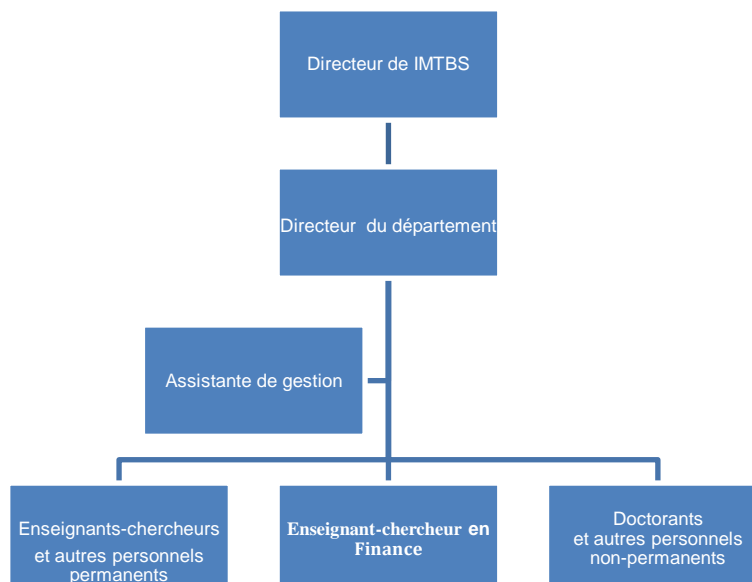 Directeur de IMTBS
Directeur du département
Assistante de gestion
Enseignants-chercheurs
et autres personnels
permanents
Enseignant-chercheur en
Finance
Doctorants
et autres personnels
non-permanents